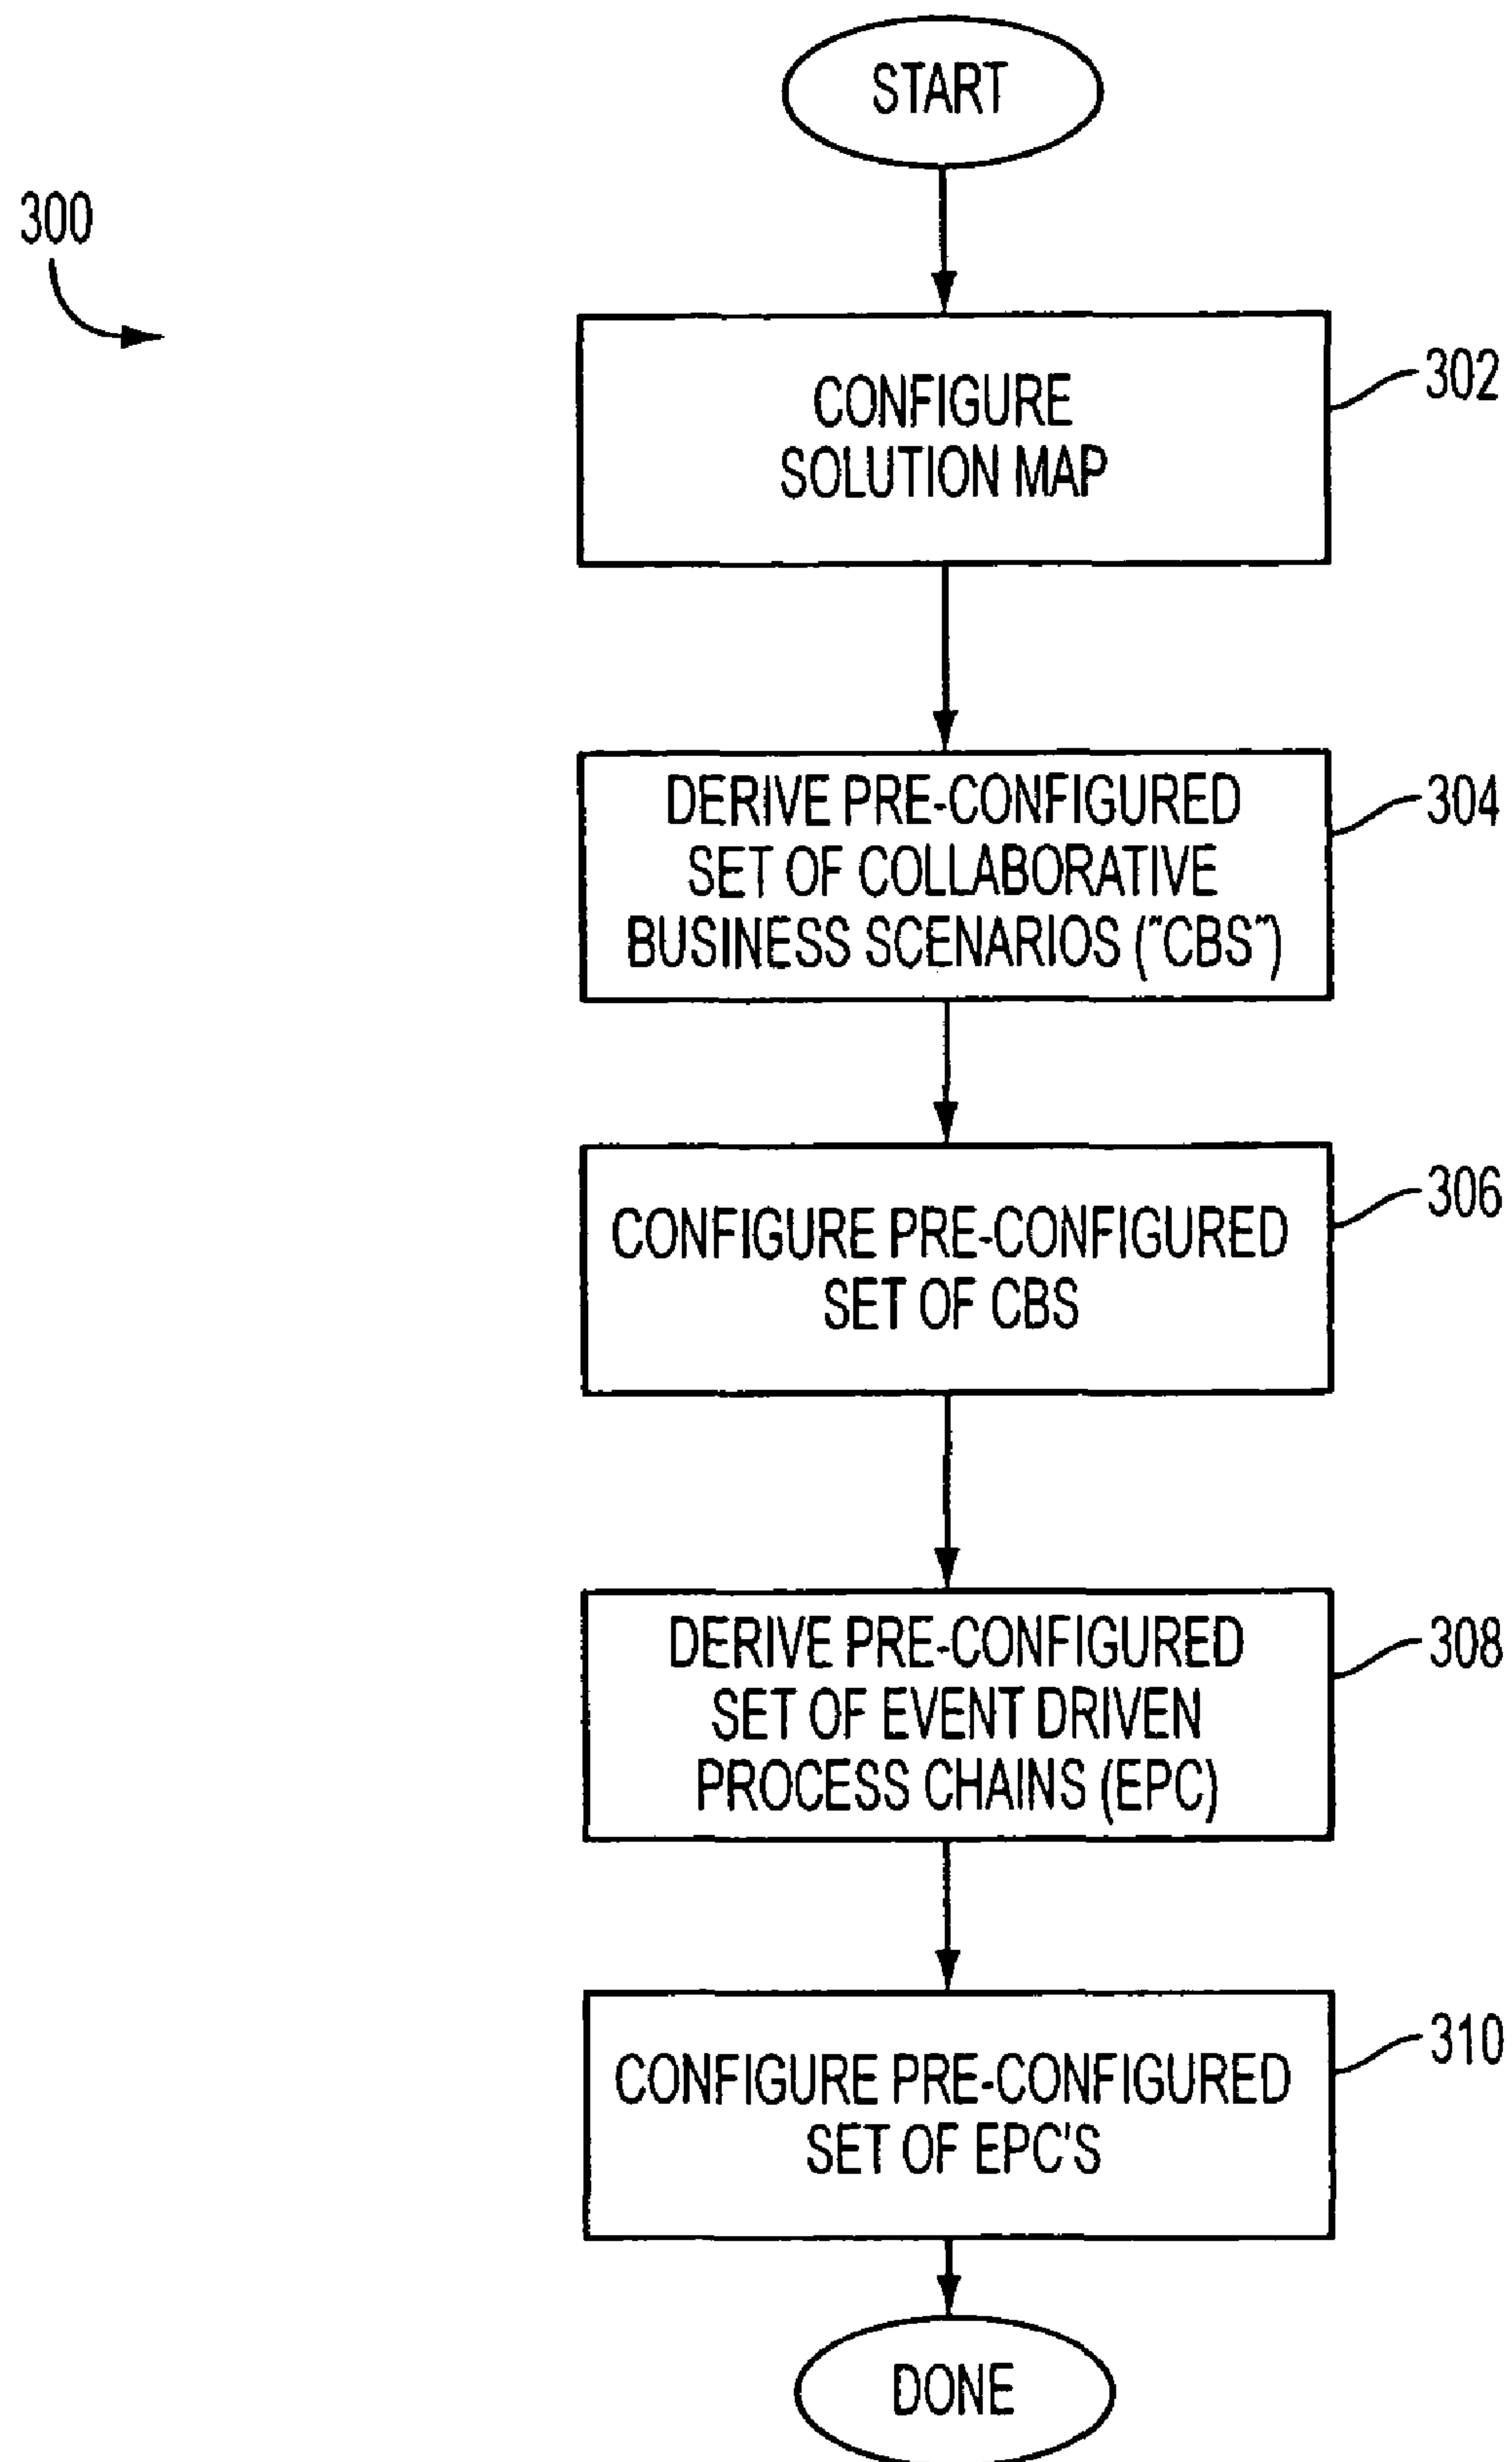 START
300
CONFIGURE
SOLUTION MAP
302
DERIVE PRE-CONFIGURED
SET OF COLLABORATIVE
BUSINESS SCENARIOS ("CBS")
304
CONFIGURE PRE-CONFIGURED
SET OF CBS
306
DERIVE PRE-CONFIGURED
SET OF EVENT DRIVEN
PROCESS CHAINS (EPC)
308
CONFIGURE PRE-CONFIGURED
SET OF EPC'S
310
DONE